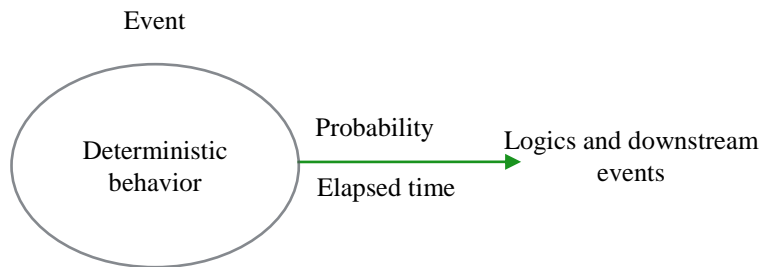 Event
Deterministic
behavior
Probability
Elapsed time
Logics and downstream
events